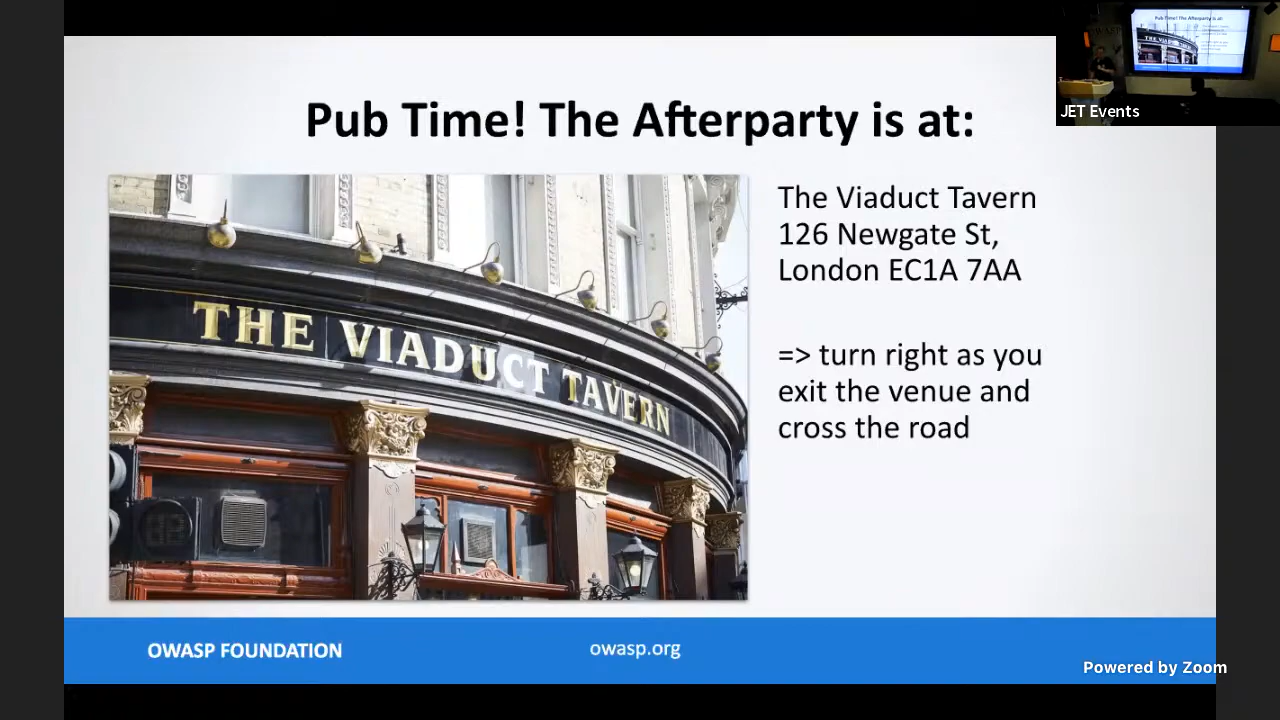 Pub Time! The Afterparty is at:
JET Events
THE VIADUCT TAVERN
The Viaduct Tavern
126 Newgate St,
London EC1A 7AA
=> turn right as you
exit the venue and
cross the road
OWASP FOUNDATION
owasp.org
Powered by Zoom